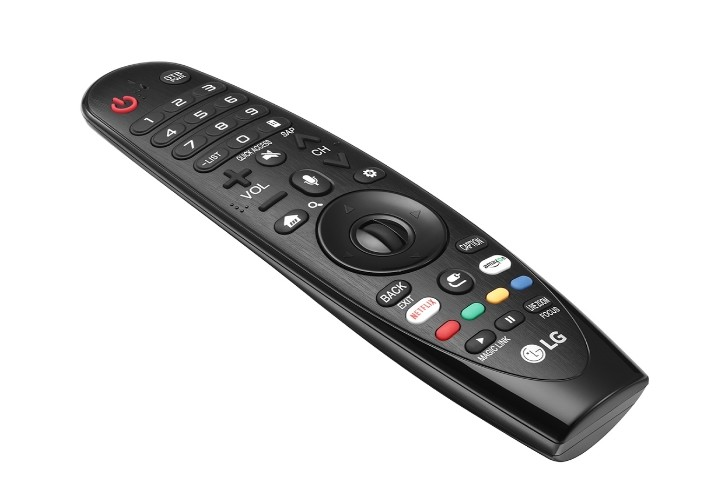 STB
1 2 3
4 5 6
7 8 9
-LIST 0
SAP
QUICK ACCESS
VOL
CH
CAPTION
BACK
EXIT
NETFLIX
amazon
LIVE ZOOM
FOCUS
MAGIC LINK
LG